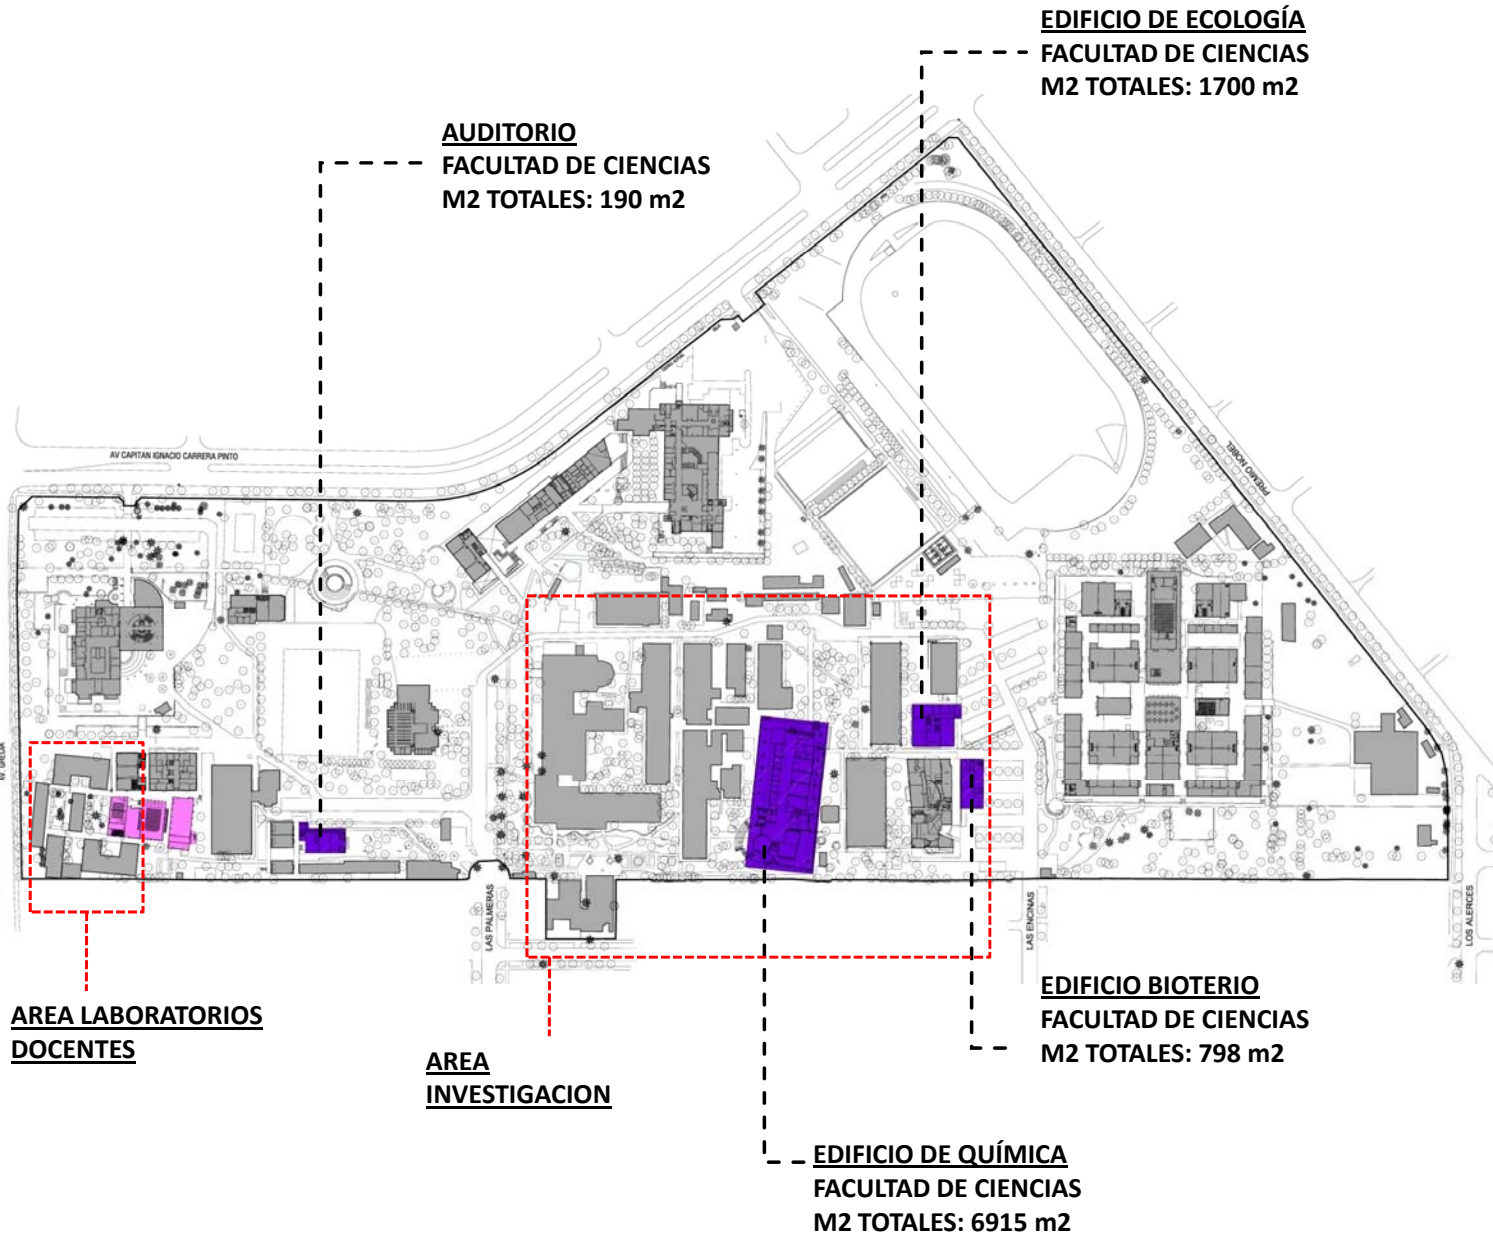 EDIFICIO DE ECOLOGÍA
FACULTAD DE CIENCIAS
M2 TOTALES: 1700 m2
AUDITORIO
FACULTAD DE CIENCIAS
M2 TOTALES: 190 m2
AV CAPITAN IGNACIO CARRERA PINTO
PREMIO NOBEL
LAS PALMERAS
LAS ENCINAS
LOS ALERCES
AREA LABORATORIOS
DOCENTES
AREA
INVESTIGACION
EDIFICIO BIOTERIO
FACULTAD DE CIENCIAS
M2 TOTALES: 798 m2
EDIFICIO DE QUÍMICA
FACULTAD DE CIENCIAS
M2 TOTALES: 6915 m2